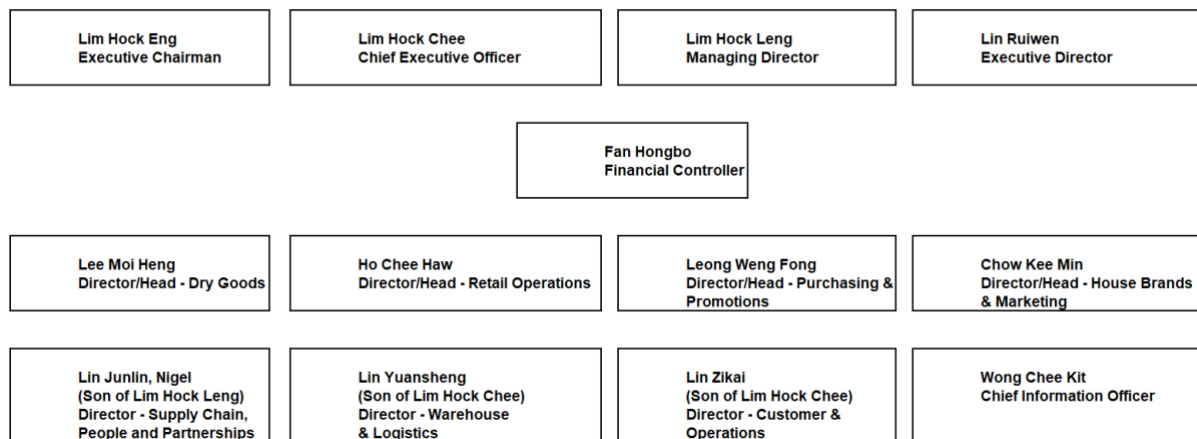 Lim Hock Eng
Executive Chairman
Lim Hock Chee
Chief Executive Officer
Lim Hock Leng
Managing Director
Lin Ruiwen
Executive Director
Fan Hongbo
Financial Controller
Lee Moi Heng
Director/Head - Dry Goods
Ho Chee Haw
Director/Head - Retail Operations
Leong Weng Fong
Director/Head - Purchasing &
Promotions
Chow Kee Min
Director/Head - House Brands
& Marketing
Lin Junlin, Nigel
(Son of Lim Hock Leng)
Director - Supply Chain,
People and Partnerships
Lin Yuansheng
(Son of Lim Hock Chee)
Director - Warehouse
& Logistics
Lin Zikai
(Son of Lim Hock Chee)
Director - Customer &
Operations
Wong Chee Kit
Chief Information Officer